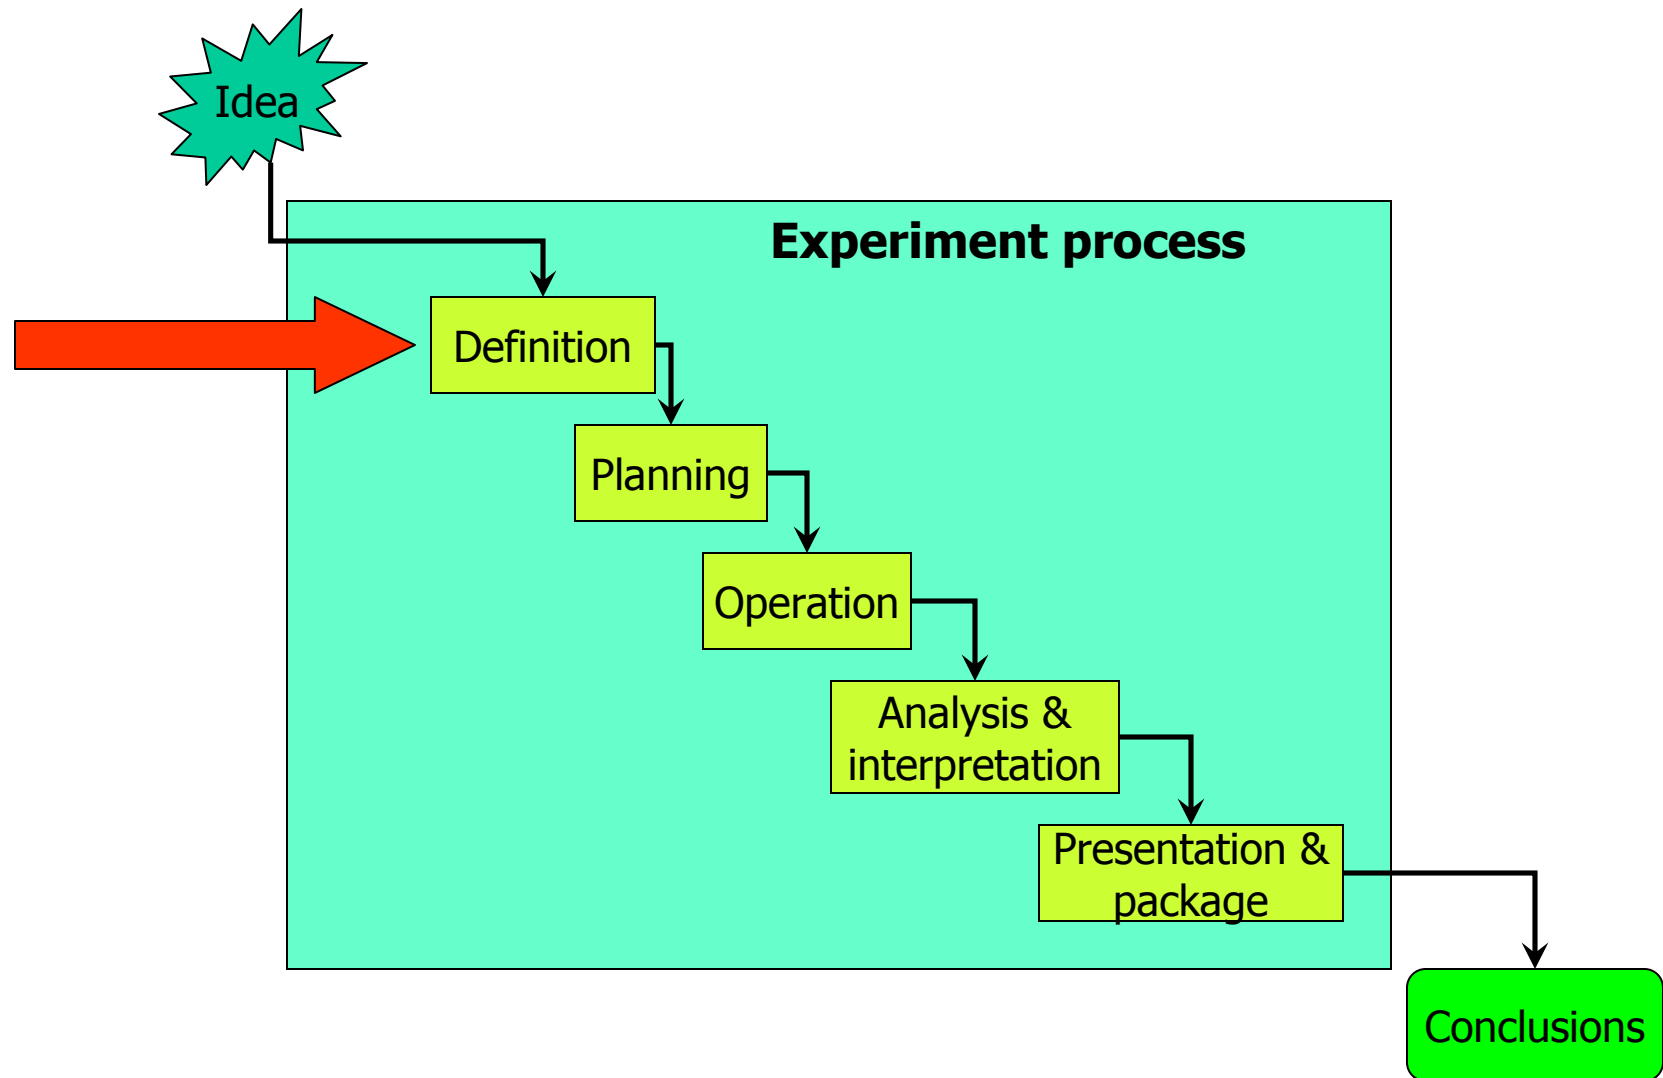 Idea
Experiment process
Definition
Planning
Operation
Analysis &
interpretation
Presentation &
package
Conclusions